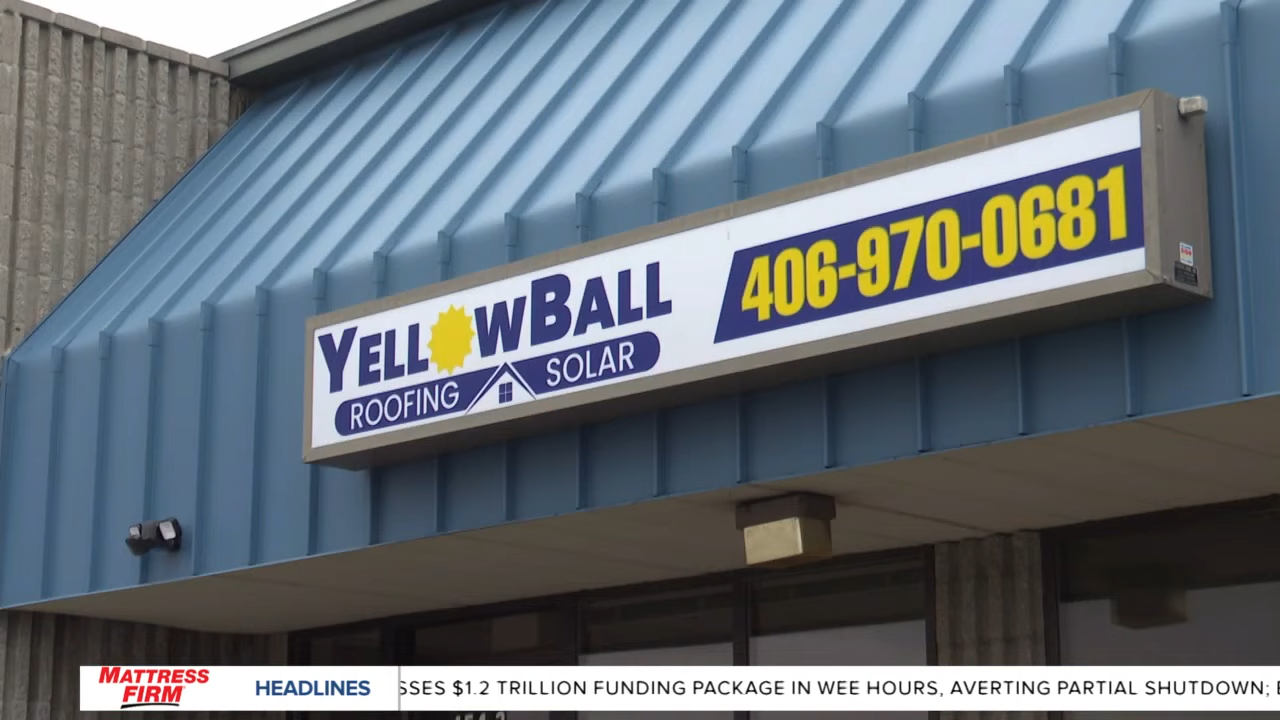 YELLOWBALL
ROOFING SOLAR
406-970-0681
MATTRESS
FIRM
HEADLINES
SSES $1.2 TRILLION FUNDING PACKAGE IN WEE HOURS, AVERTING PARTIAL SHUTDOWN;